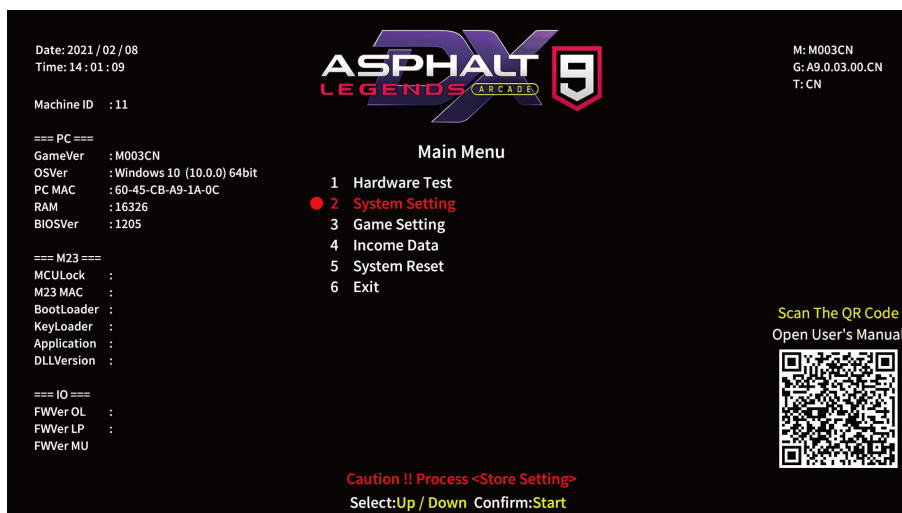 Date: 2021 / 02 / 08
Time: 14 : 01 : 09
Machine ID : 11
=== PC ===
GameVer : M003CN
OSVer : Windows 10 (10.0.0) 64bit
PC MAC : 60-45-CB-A9-1A-0C
RAM : 16326
BIOSVer : 1205
=== M23 ===
MCULock :
M23 MAC :
BootLoader :
KeyLoader :
Application :
DLLVersion :
=== IO ===
FWVer OL :
FWVer LP :
FWVer MU
DX
ASPHALT 9
LEGENDS ARCADE
Main Menu
1 Hardware Test
2 System Setting
3 Game Setting
4 Income Data
5 System Reset
6 Exit
Caution !! Process <Store Setting>
Select:Up / Down Confirm:Start
M: M003CN
G: A9.0.03.00.CN
T: CN
Scan The QR Code
Open User's Manual